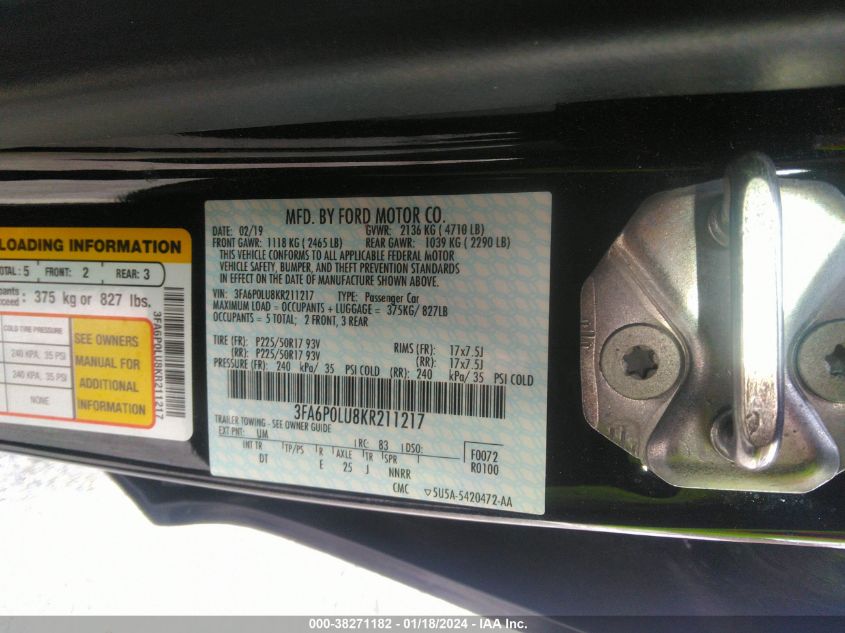 LOADING INFORMATION
TOTAL: 5 FRONT: 2 REAR: 3
375 kg or 827 lbs.
COLD TIRE PRESSURE
240 KPA, 35 PSI
240 KPA, 35 PSI
NONE
SEE OWNERS
MANUAL FOR
ADDITIONAL
INFORMATION
3FA6P0LU8KR211217
MFD. BY FORD MOTOR CO.
DATE: 02/19 GVWR: 2136 KG ( 4710 LB)
FRONT GAWR: 1118 KG ( 2465 LB) REAR GAWR: 1039 KG ( 2290 LB)
THIS VEHICLE CONFORMS TO ALL APPLICABLE FEDERAL MOTOR
VEHICLE SAFETY, BUMPER, AND THEFT PREVENTION STANDARDS
IN EFFECT ON THE DATE OF MANUFACTURE SHOWN ABOVE.
VIN: 3FA6P0LU8KR211217 TYPE: Passenger Car
MAXIMUM LOAD = OCCUPANTS + LUGGAGE = 375KG/ 827LB
OCCUPANTS = 5 TOTAL; 2 FRONT, 3 REAR
TIRE (FR): P225/50R17 93V RIMS (FR): 17x7.5J
(RR): P225/50R17 93V (RR): 17x7.5J
PRESSURE (FR): 240 kPa/ 35 PSI COLD (RR): 240 kPa/ 35 PSI COLD
3FA6P0LU8KR211217
TRAILER TOWING - SEE OWNER GUIDE
EXT PNT: UM RC: 83 DSO: F0072
INT TR TP/PS R AXLE TR SPR R0100
DT E 25 J NNRR
CMC ▽5U5A-5420472-AA
000-38271182 - 01/18/2024 - IAA Inc.